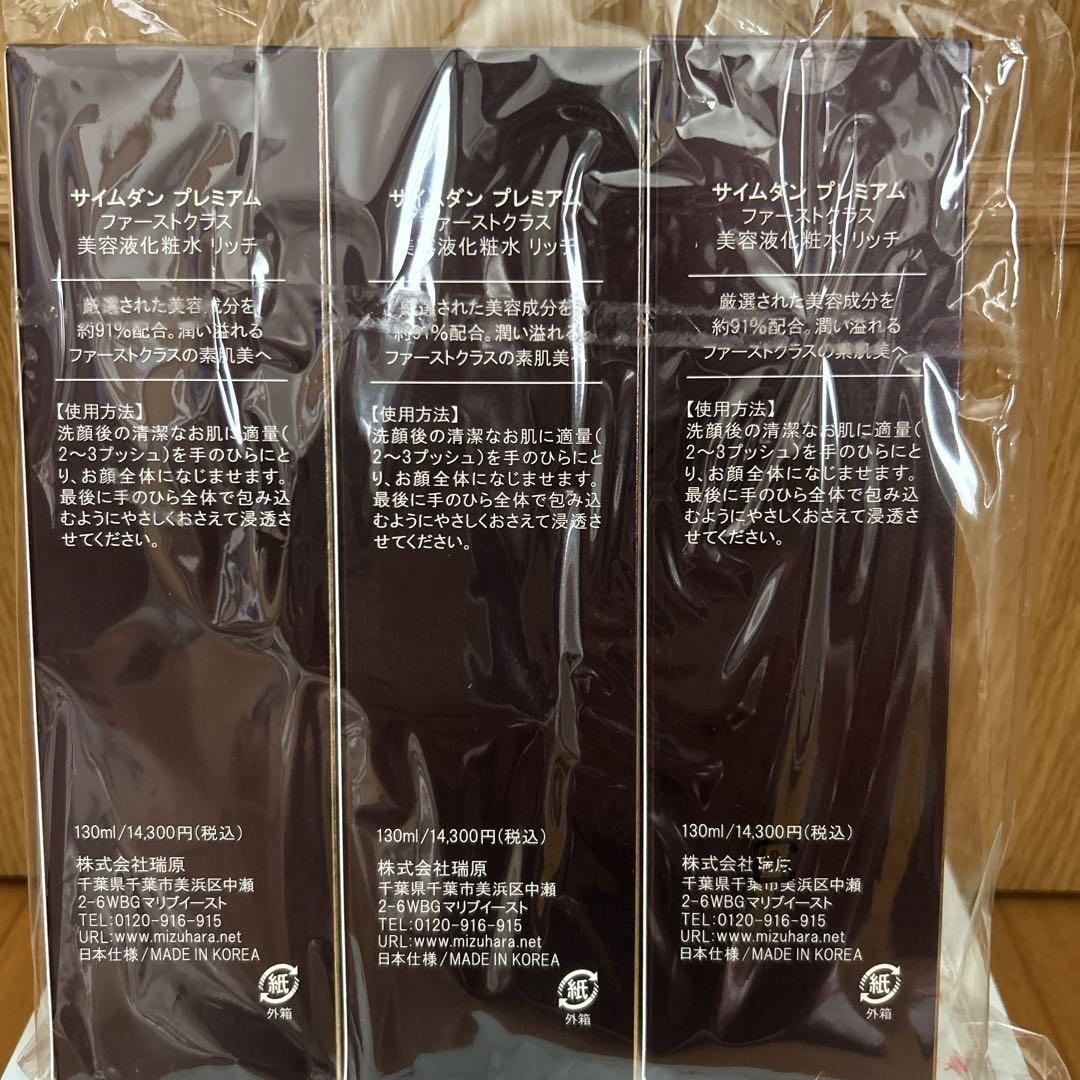 サイムダン プレミアム
ファーストクラス
美容液化粧水 リッチ
厳選された美容成分を
約91%配合。潤い溢れる
ファーストクラスの素肌美へ
【使用方法】
洗顔後の清潔なお肌に適量(
2〜3プッシュ)を手のひらにと
り、お顔全体になじませます。
最後に手のひら全体で包み込
むようにやさしくおさえて浸透さ
せてください。
130ml/14,300円(税込)
株式会社瑞原
千葉県千葉市美浜区中瀬
2-6WBGマリブイースト
TEL:0120-916-915
URL:www.mizuhara.net
日本仕様/MADE IN KOREA
紙
外箱
サイムダン プレミアム
ファーストクラス
美容液化粧水 リッチ
厳選された美容成分を
約91%配合。潤い溢れる
ファーストクラスの素肌美へ
【使用方法】
洗顔後の清潔なお肌に適量(
2〜3プッシュ)を手のひらにと
り、お顔全体になじませます。
最後に手のひら全体で包み込
むようにやさしくおさえて浸透さ
せてください。
130ml/14,300円(税込)
株式会社瑞原
千葉県千葉市美浜区中瀬
2-6WBGマリブイースト
TEL:0120-916-915
URL:www.mizuhara.net
日本仕様/MADE IN KOREA
紙
外箱
サイムダン プレミアム
ファーストクラス
美容液化粧水 リッチ
厳選された美容成分を
約91%配合。潤い溢れる
ファーストクラスの素肌美へ
【使用方法】
洗顔後の清潔なお肌に適量(
2〜3プッシュ)を手のひらにと
り、お顔全体になじませます。
最後に手のひら全体で包み込
むようにやさしくおさえて浸透さ
せてください。
130ml/14,300円(税込)
株式会社瑞原
千葉県千葉市美浜区中瀬
2-6WBGマリブイースト
TEL:0120-916-915
URL:www.mizuhara.net
日本仕様/MADE IN KOREA
紙
外箱